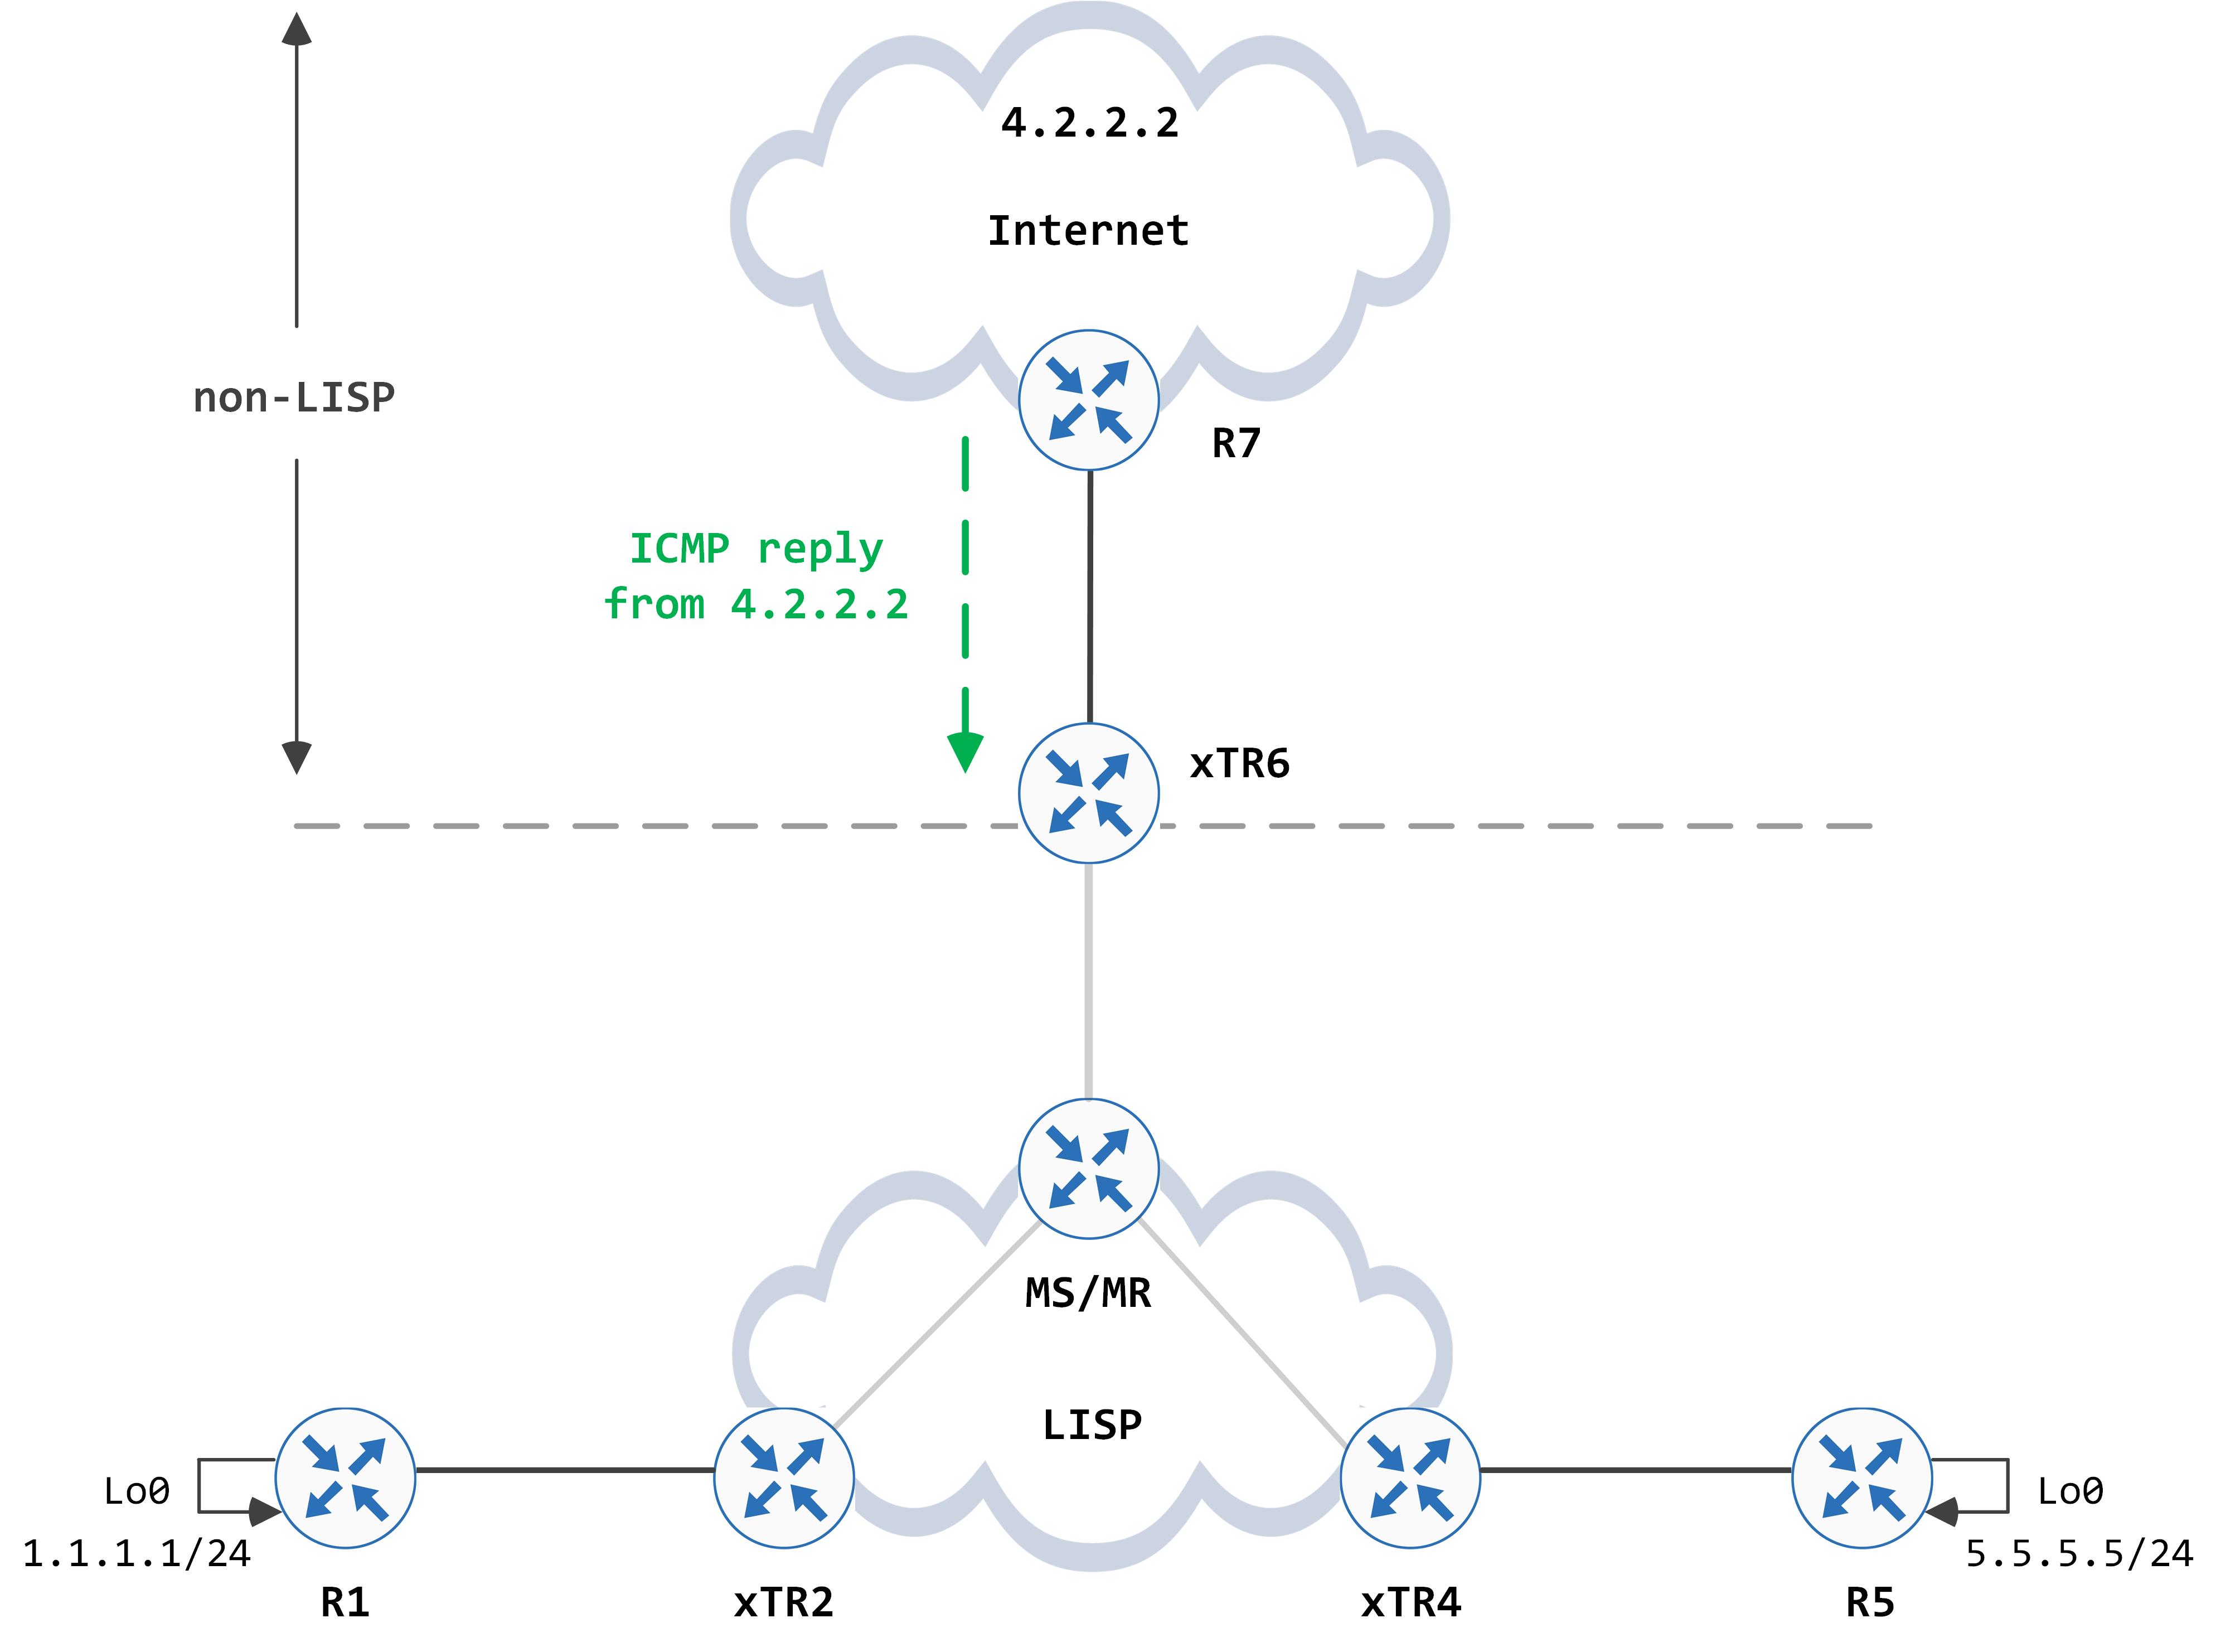 4.2.2.2
Internet
non-LISP
R7
ICMP reply
from 4.2.2.2
xTR6
MS/MR
LISP
Lo0
1.1.1.1/24
R1
xTR2
xTR4
R5
Lo0
5.5.5.5/24